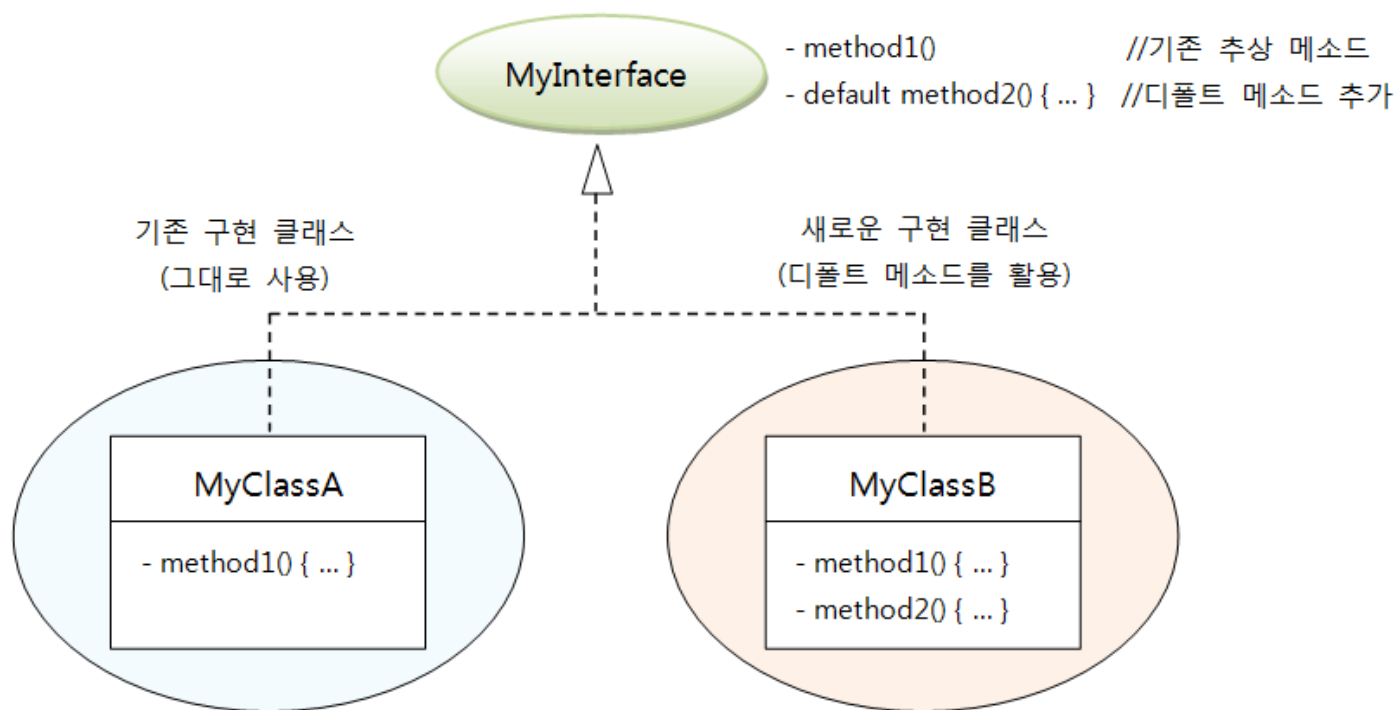 MyInterface
- method1() //기존 추상 메소드
- default method2() { ... } //디폴트 메소드 추가
기존 구현 클래스
(그대로 사용)
새로운 구현 클래스
(디폴트 메소드를 활용)
MyClassA
- method1() { ... }
MyClassB
- method1() { ... }
- method2() { ... }